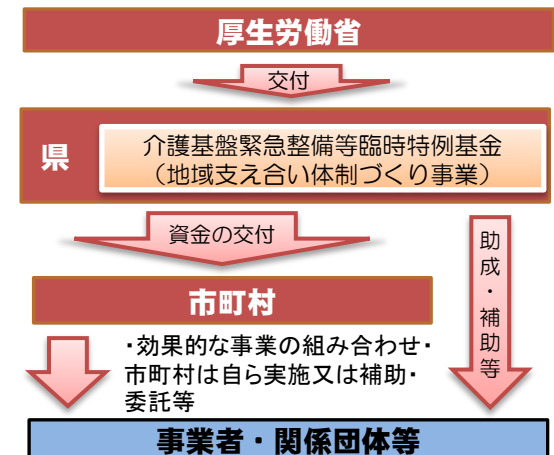 厚生労働省
交付
県
介護基盤緊急整備等臨時特例基金
（地域支え合い体制づくり事業）
資金の交付
助成・補助等
市町村
・効果的な事業の組み合わせ・
市町村は自ら実施又は補助・
委託等
事業者・関係団体等